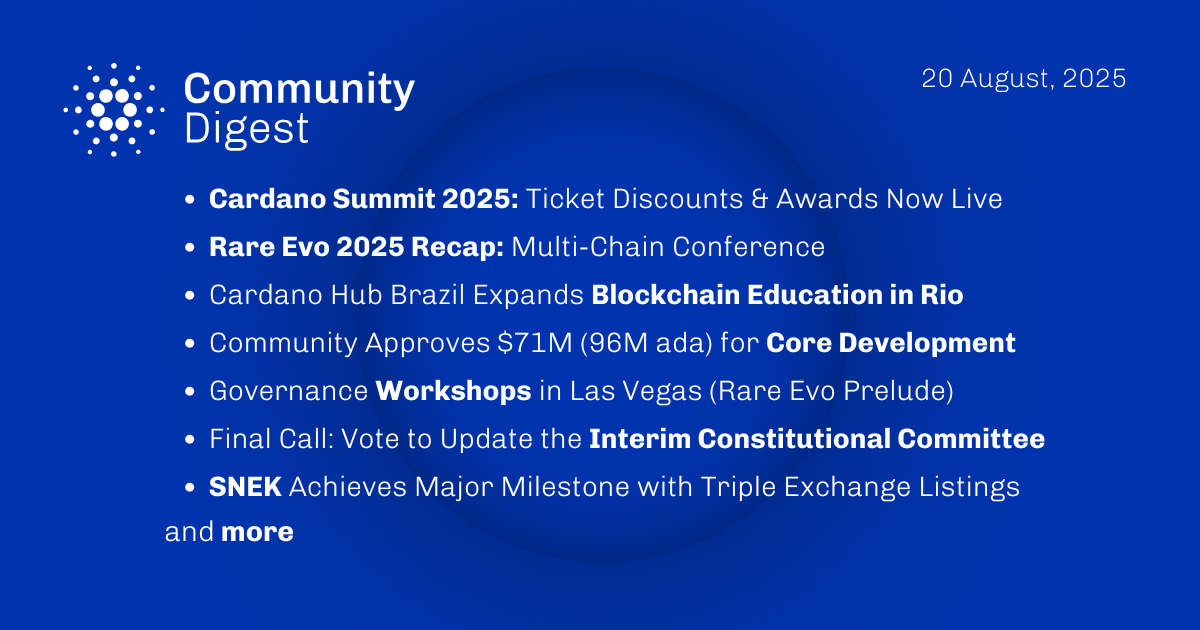 Community
Digest
20 August, 2025
• Cardano Summit 2025: Ticket Discounts & Awards Now Live
• Rare Evo 2025 Recap: Multi-Chain Conference
• Cardano Hub Brazil Expands Blockchain Education in Rio
• Community Approves $71M (96M ada) for Core Development
• Governance Workshops in Las Vegas (Rare Evo Prelude)
• Final Call: Vote to Update the Interim Constitutional Committee
• SNEK Achieves Major Milestone with Triple Exchange Listings
and more